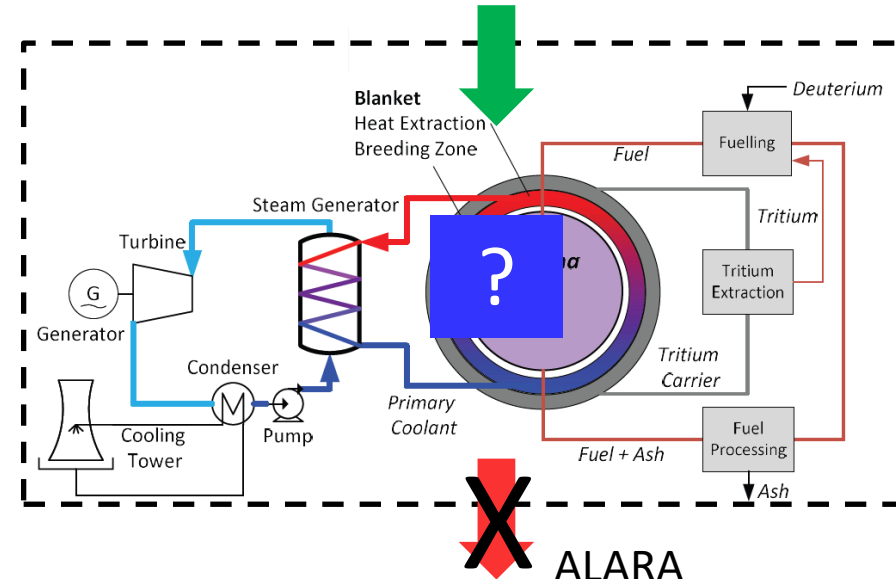 Deuterium
Blanket
Heat Extraction
Breeding Zone
Fuelling
Fuel
Steam Generator
Tritium
Turbine
?
Tritium
Extraction
G
Generator
Condenser
M
Tritium
Carrier
Primary
Coolant
Cooling
Tower
Pump
Fuel
Processing
Fuel + Ash
Ash
X
ALARA